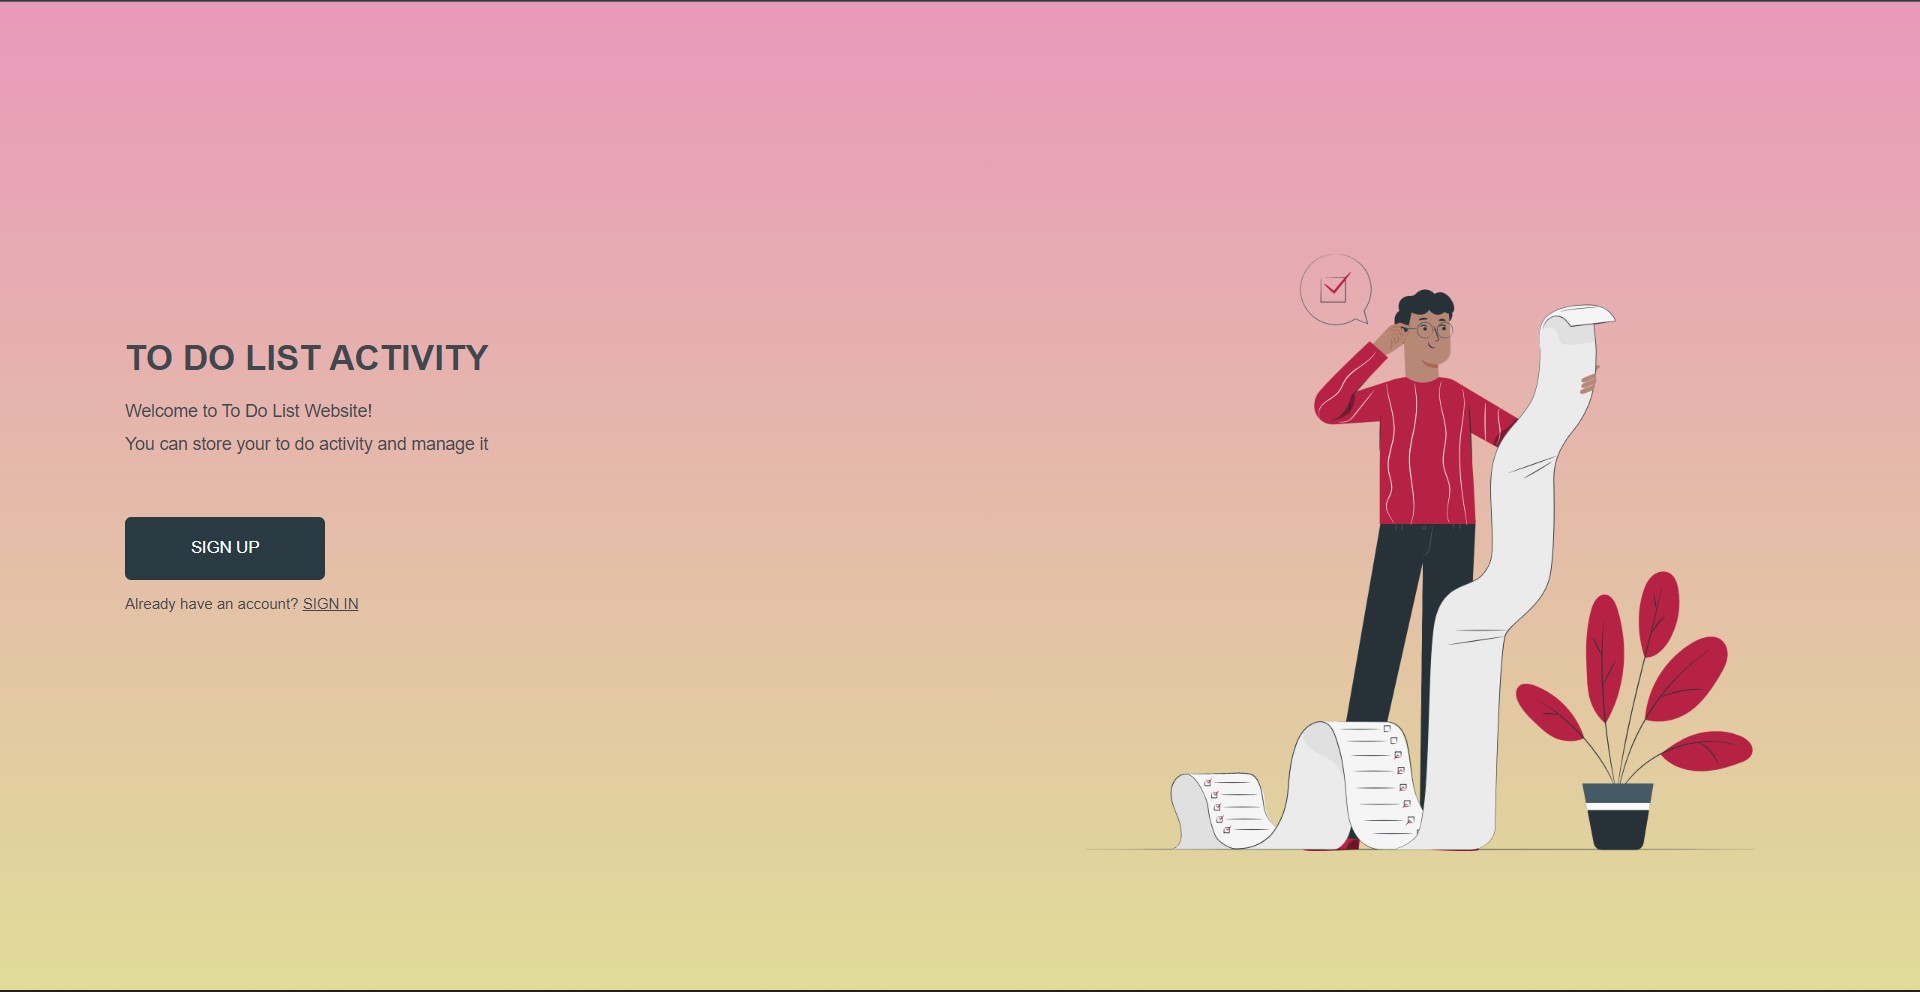 TO DO LIST ACTIVITY
Welcome to To Do List Website!
You can store your to do activity and manage it
SIGN UP
Already have an account? SIGN IN